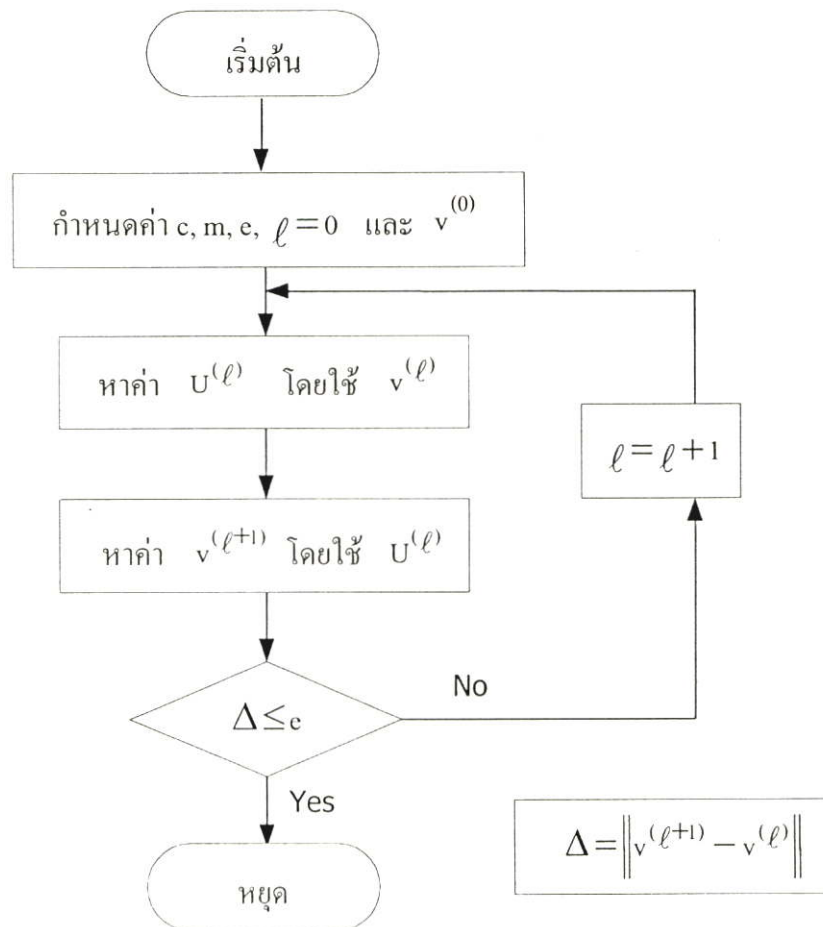 เริ่มต้น
กำหนดค่า c, m, e, ℓ=0 และ v⁽⁰⁾
หาค่า U⁽ℓ⁾ โดยใช้ v⁽ℓ⁾
ℓ=ℓ+1
หาค่า v⁽ℓ⁺¹⁾ โดยใช้ U⁽ℓ⁾
No
Δ≤e
Yes
Δ=‖v⁽ℓ⁺¹⁾−v⁽ℓ⁾‖
หยุด